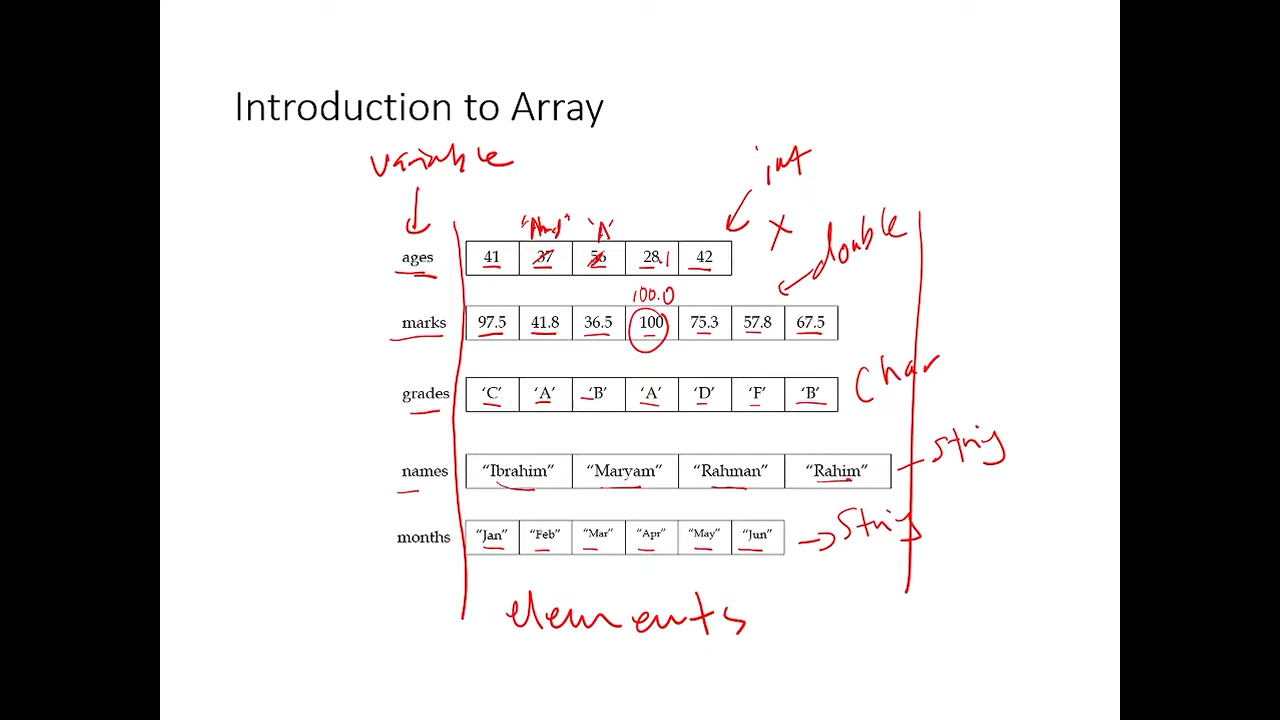 Introduction to Array
variable
int
"Ahmad" 'A' X double
ages 41 37 56 28.1 42
100.0
marks 97.5 41.8 36.5 100 75.3 57.8 67.5
grades ‘C’ ‘A’ ‘B’ ‘A’ ‘D’ ‘F’ ‘B’ Char
names “Ibrahim” “Maryam” “Rahman” “Rahim” String
months “Jan” “Feb” “Mar” “Apr” “May” “Jun” String
elements